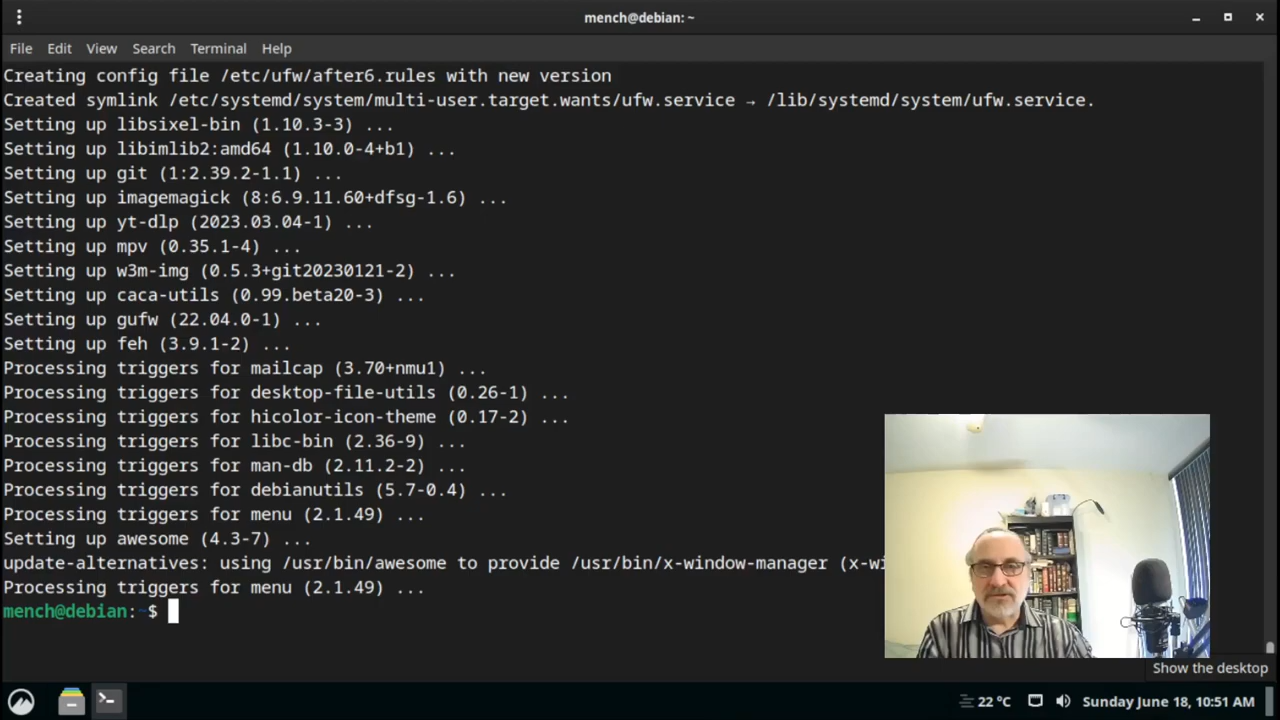 mench@debian: ~
File Edit View Search Terminal Help
Creating config file /etc/ufw/after6.rules with new version
Created symlink /etc/systemd/system/multi-user.target.wants/ufw.service → /lib/systemd/system/ufw.service.
Setting up libsixel-bin (1.10.3-3) ...
Setting up libimlib2:amd64 (1.10.0-4+b1) ...
Setting up git (1:2.39.2-1.1) ...
Setting up imagemagick (8:6.9.11.60+dfsg-1.6) ...
Setting up yt-dlp (2023.03.04-1) ...
Setting up mpv (0.35.1-4) ...
Setting up w3m-img (0.5.3+git20230121-2) ...
Setting up caca-utils (0.99.beta20-3) ...
Setting up gufw (22.04.0-1) ...
Setting up feh (3.9.1-2) ...
Processing triggers for mailcap (3.70+nmu1) ...
Processing triggers for desktop-file-utils (0.26-1) ...
Processing triggers for hicolor-icon-theme (0.17-2) ...
Processing triggers for libc-bin (2.36-9) ...
Processing triggers for man-db (2.11.2-2) ...
Processing triggers for debianutils (5.7-0.4) ...
Processing triggers for menu (2.1.49) ...
Setting up awesome (4.3-7) ...
update-alternatives: using /usr/bin/awesome to provide /usr/bin/x-window-manager (x-wi
Processing triggers for menu (2.1.49) ...
mench@debian:~$
Show the desktop
22 °C Sunday June 18, 10:51 AM